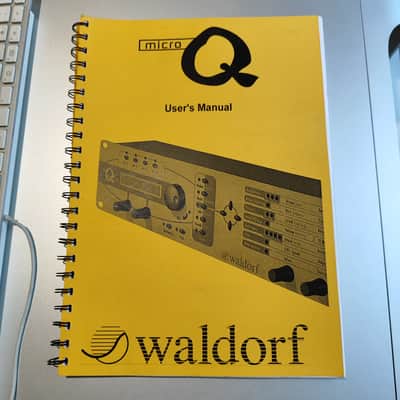 micro Q
User's Manual
Q
waldorf
waldorf